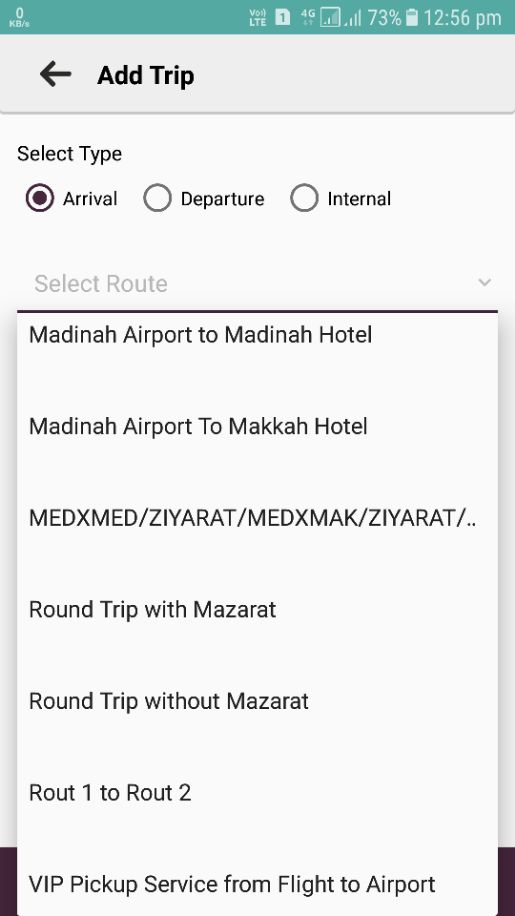 0
KB/s
Vo))
LTE
1
4G
73%
12:56 pm
Add Trip
Select Type
Arrival
Departure
Internal
Select Route
Madinah Airport to Madinah Hotel
Madinah Airport To Makkah Hotel
MEDXMED/ZIYARAT/MEDXMAK/ZIYARAT/..
Round Trip with Mazarat
Round Trip without Mazarat
Rout 1 to Rout 2
VIP Pickup Service from Flight to Airport